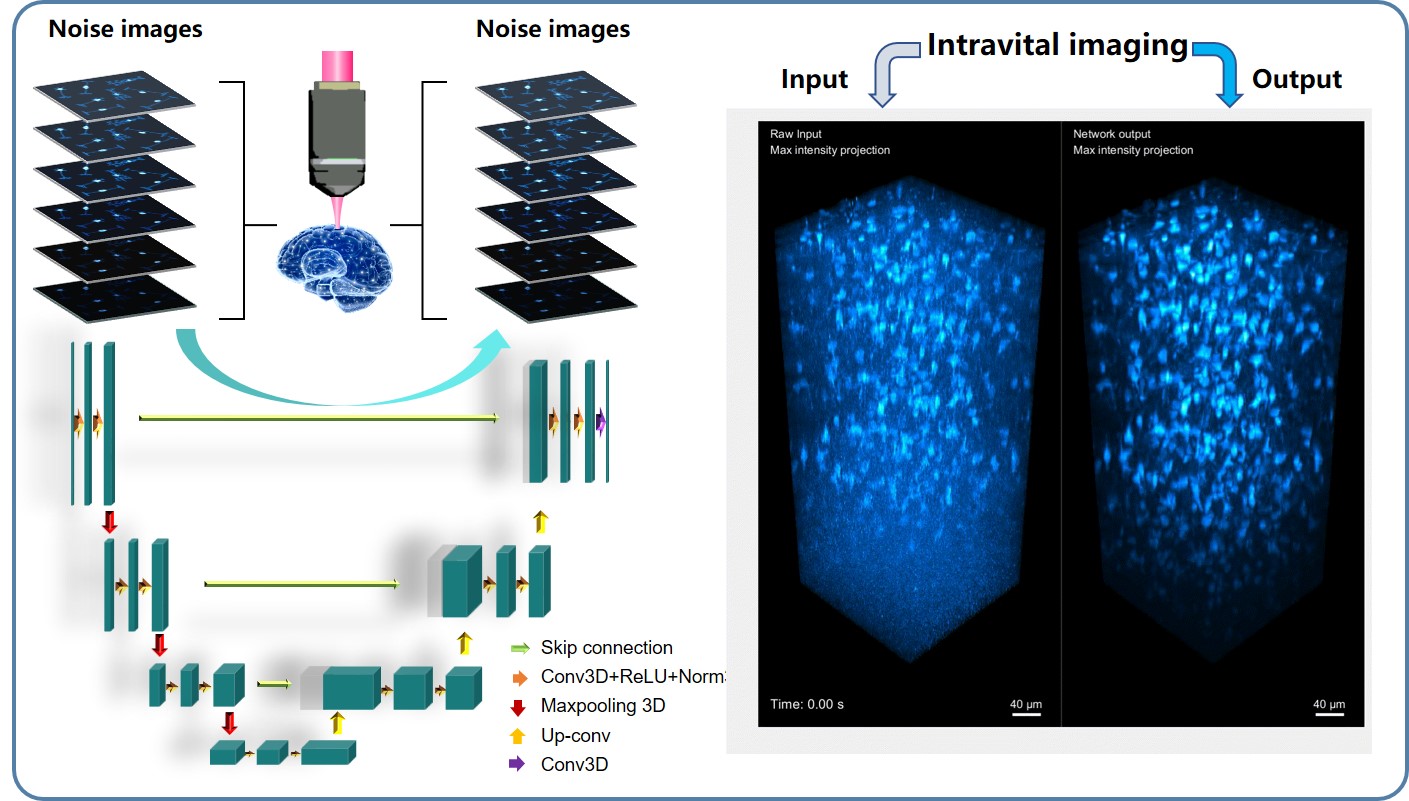 Noise images
Noise images
Intravital imaging
Input
Output
Raw Input
Max intensity projection
Network output
Max intensity projection
Skip connection
Conv3D+ReLU+Norm
Maxpooling 3D
Up-conv
Conv3D
Time: 0.00 s
40 µm
40 µm